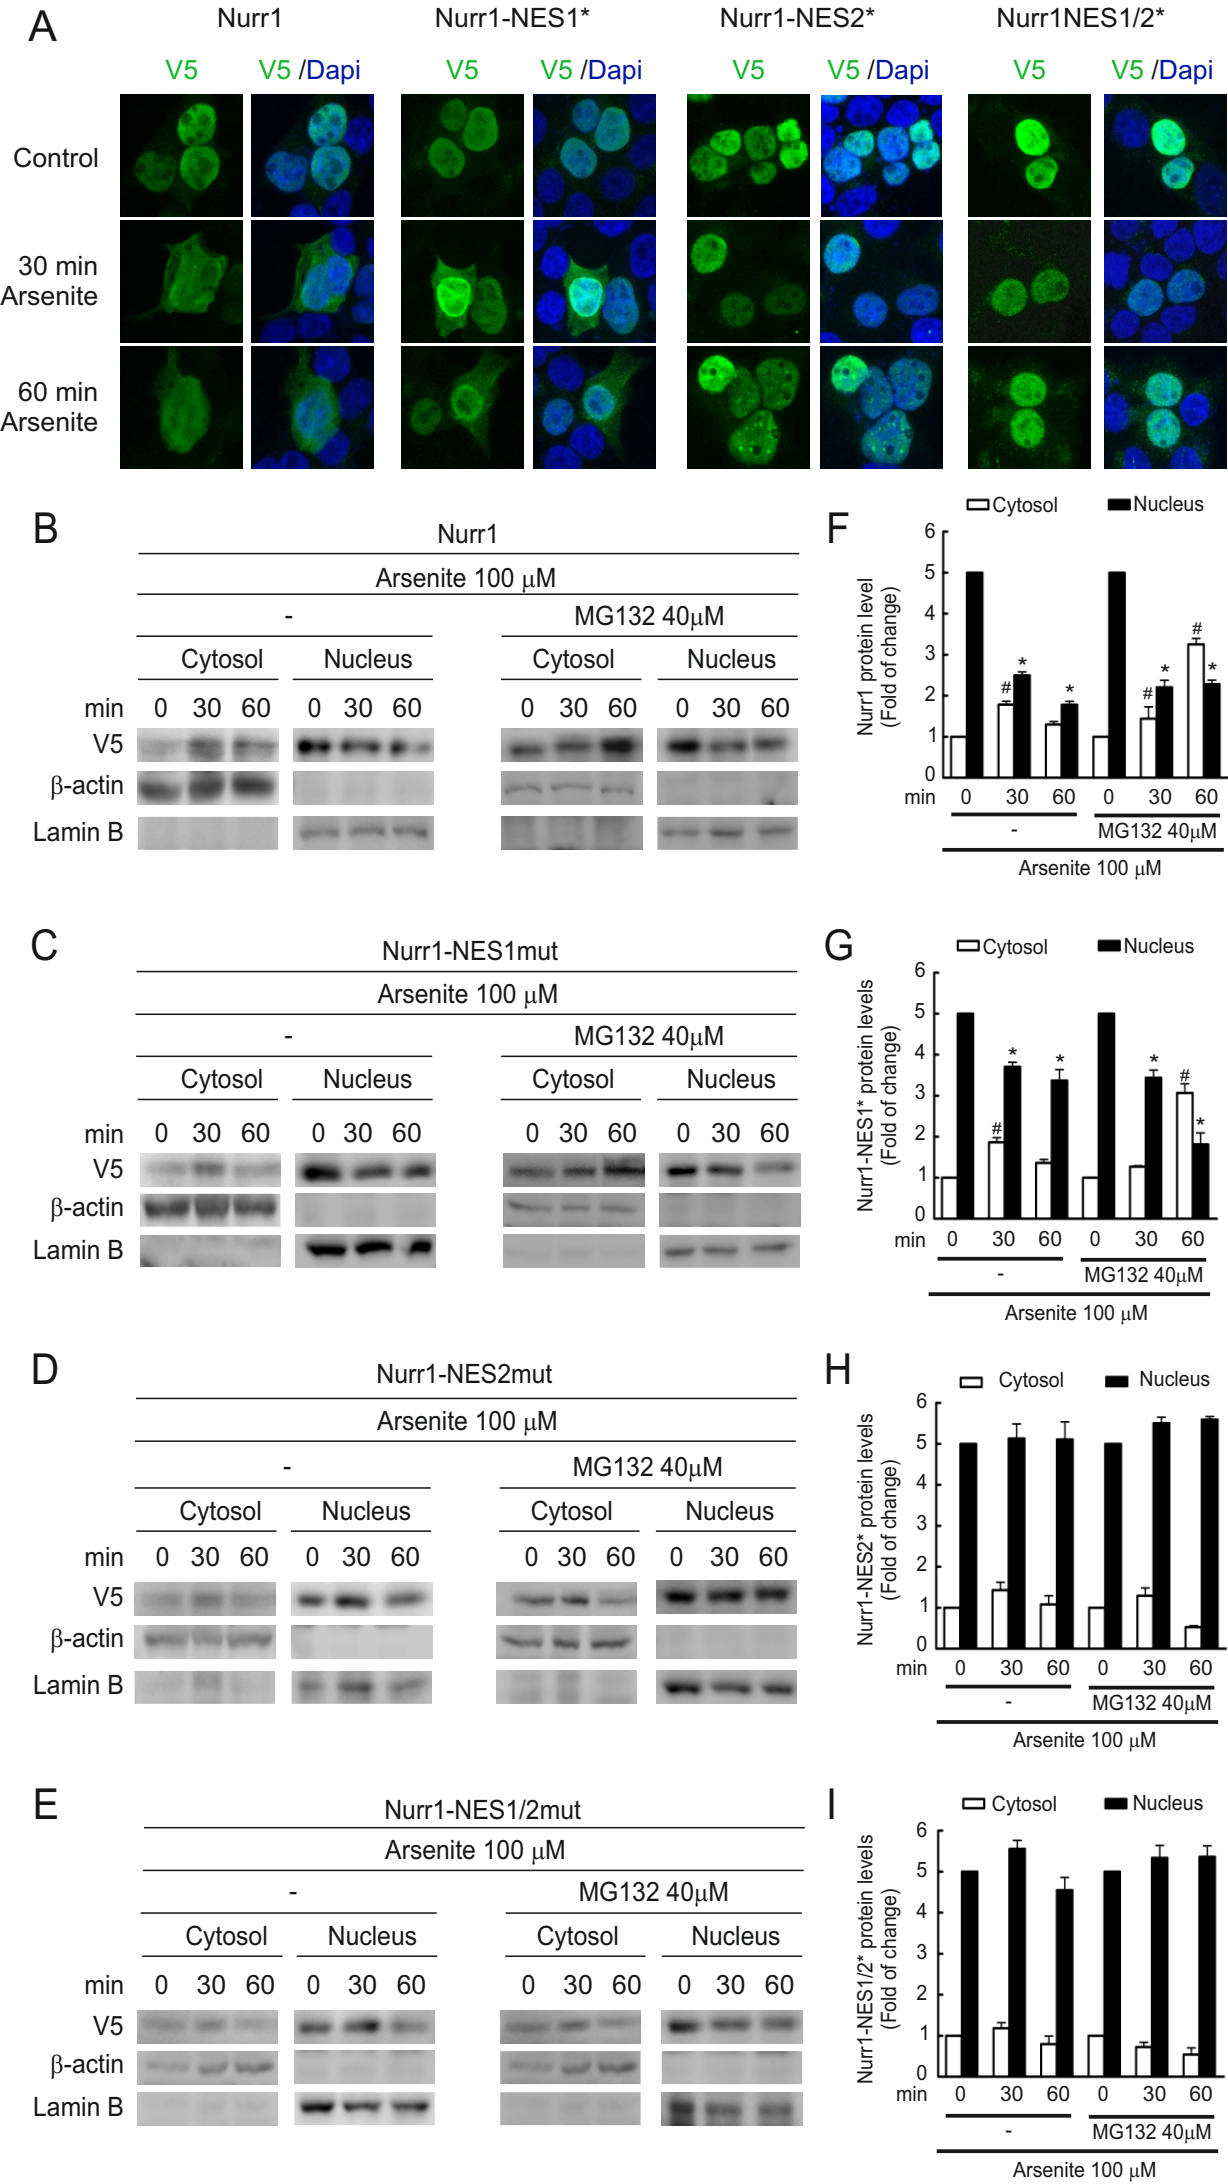 A
Nurr1 Nurr1-NES1* Nurr1-NES2* Nurr1NES1/2*
V5 V5 /Dapi V5 V5 /Dapi V5 V5 /Dapi V5 V5 /Dapi
Control
30 min
Arsenite
60 min
Arsenite
B
Nurr1
Arsenite 100 μM
- MG132 40μM
Cytosol Nucleus Cytosol Nucleus
min 0 30 60 0 30 60 0 30 60 0 30 60
V5
β-actin
Lamin B
F
Cytosol Nucleus
Nurr1 protein level
(Fold of change)
6
5
4
3
2
1
0
# * * # * # *
min 0 30 60 0 30 60
- MG132 40μM
Arsenite 100 μM
C
Nurr1-NES1mut
Arsenite 100 μM
- MG132 40μM
Cytosol Nucleus Cytosol Nucleus
min 0 30 60 0 30 60 0 30 60 0 30 60
V5
β-actin
Lamin B
G
Cytosol Nucleus
Nurr1-NES1* protein levels
(Fold of change)
6
5
4
3
2
1
0
# * * * # *
min 0 30 60 0 30 60
- MG132 40μM
Arsenite 100 μM
D
Nurr1-NES2mut
Arsenite 100 μM
- MG132 40μM
Cytosol Nucleus Cytosol Nucleus
min 0 30 60 0 30 60 0 30 60 0 30 60
V5
β-actin
Lamin B
H
Cytosol Nucleus
Nurr1-NES2* protein levels
(Fold of change)
6
5
4
3
2
1
0
min 0 30 60 0 30 60
- MG132 40μM
Arsenite 100 μM
E
Nurr1-NES1/2mut
Arsenite 100 μM
- MG132 40μM
Cytosol Nucleus Cytosol Nucleus
min 0 30 60 0 30 60 0 30 60 0 30 60
V5
β-actin
Lamin B
I
Cytosol Nucleus
Nurr1-NES1/2* protein levels
(Fold of change)
6
5
4
3
2
1
0
min 0 30 60 0 30 60
- MG132 40μM
Arsenite 100 μM